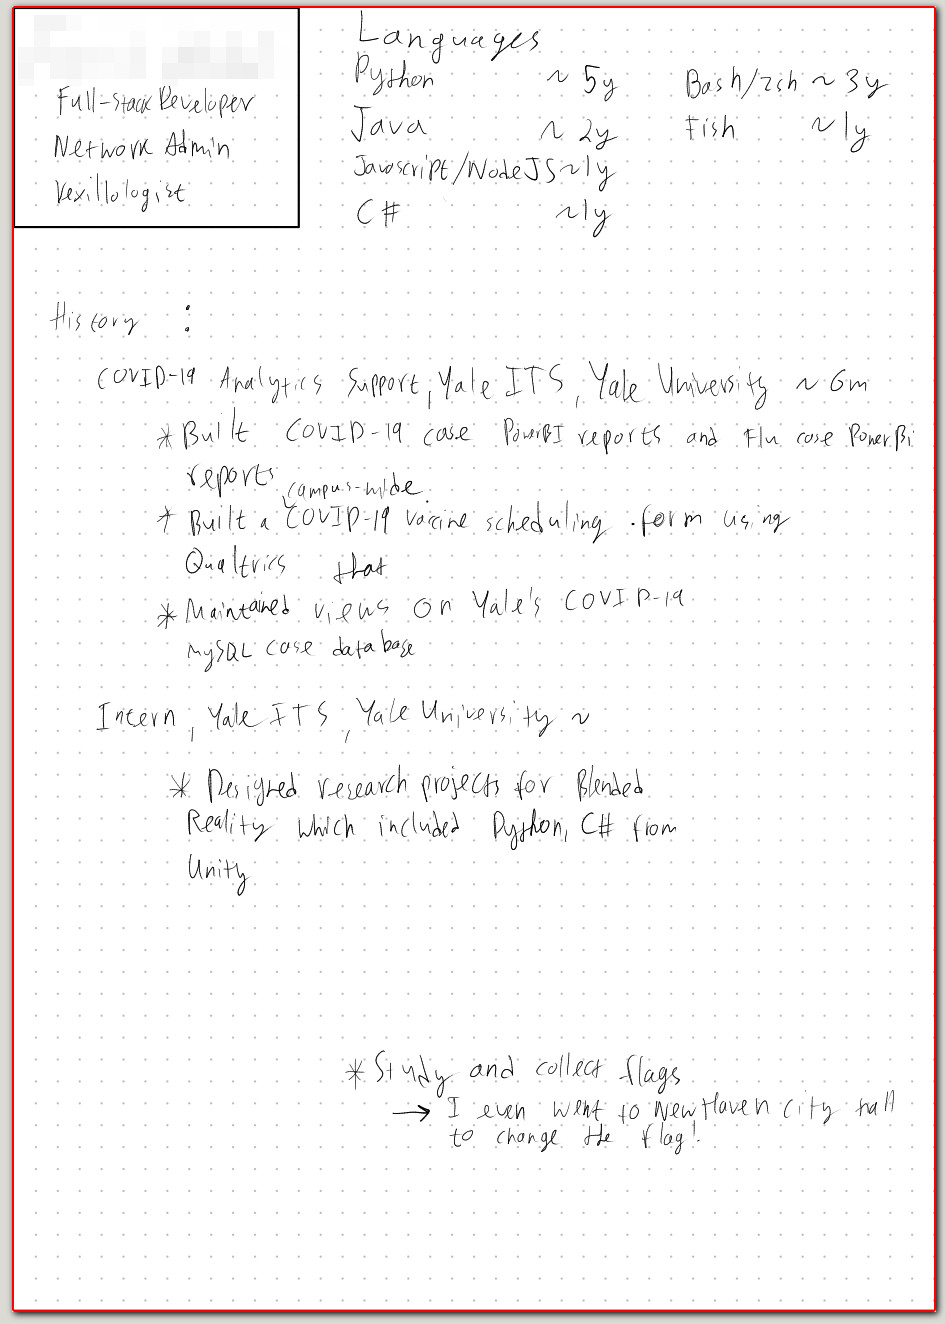 Full-Stack Developer
Network Admin
Vexillologist
Languages
Python ~ 5y
Java ~ 2y
Javascript/NodeJS ~1y
C# ~1y
Bash/zsh ~ 3y
Fish ~1y
History :
COVID-19 Analytics Support, Yale ITS, Yale University ~ 6m
* Built COVID-19 case PowerBI reports and Flu case PowerBi
reports
campus-wide
* Built a COVID-19 vaccine scheduling form using
Qualtrics that
* Maintained views on Yale's COVID-19
MySQL case database
Intern, Yale ITS, Yale University ~
* Designed research projects for Blended
Reality which included Python, C# from
Unity
* Study and collect flags
→ I even went to New Haven City hall
to change the flag!